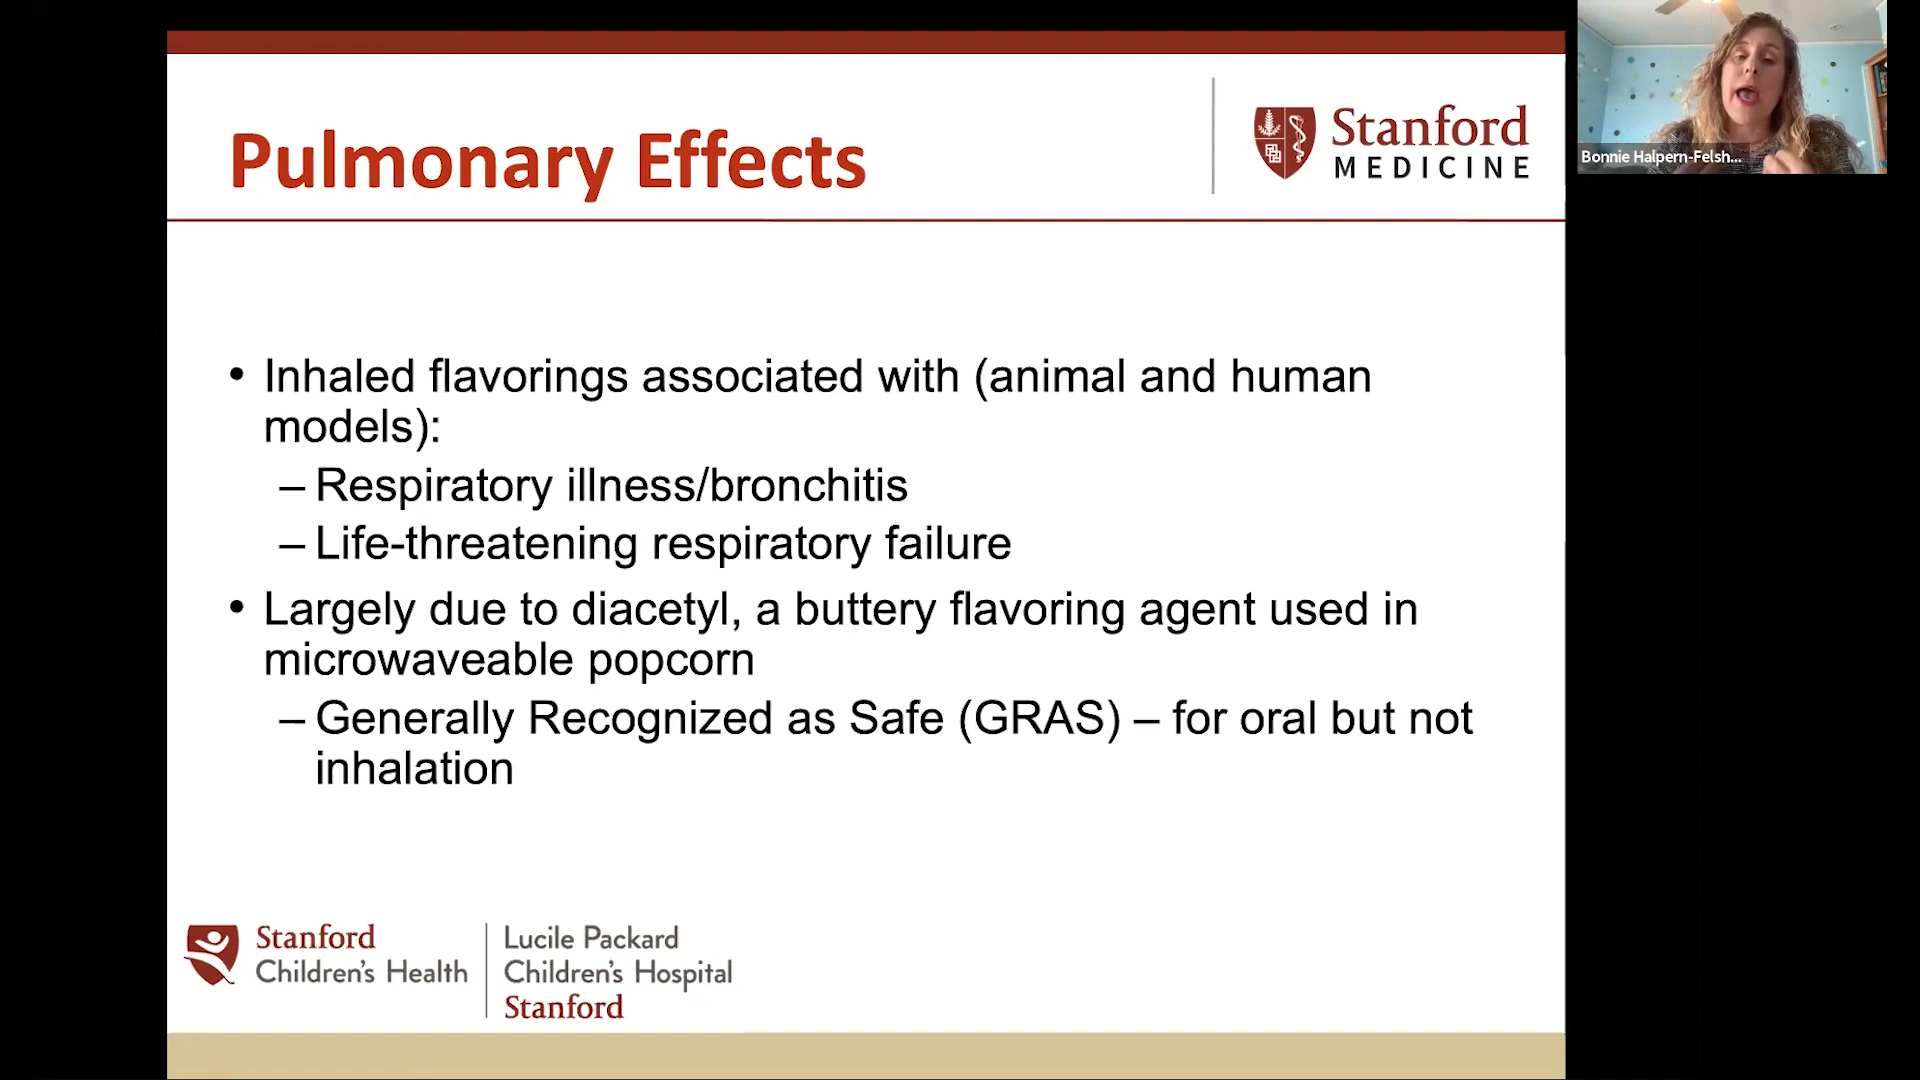 Pulmonary Effects
Stanford
MEDICINE
Bonnie Halpern-Felsh...
• Inhaled flavorings associated with (animal and human
models):
– Respiratory illness/bronchitis
– Life-threatening respiratory failure
• Largely due to diacetyl, a buttery flavoring agent used in
microwaveable popcorn
– Generally Recognized as Safe (GRAS) – for oral but not
inhalation
Stanford
Children's Health
Lucile Packard
Children's Hospital
Stanford